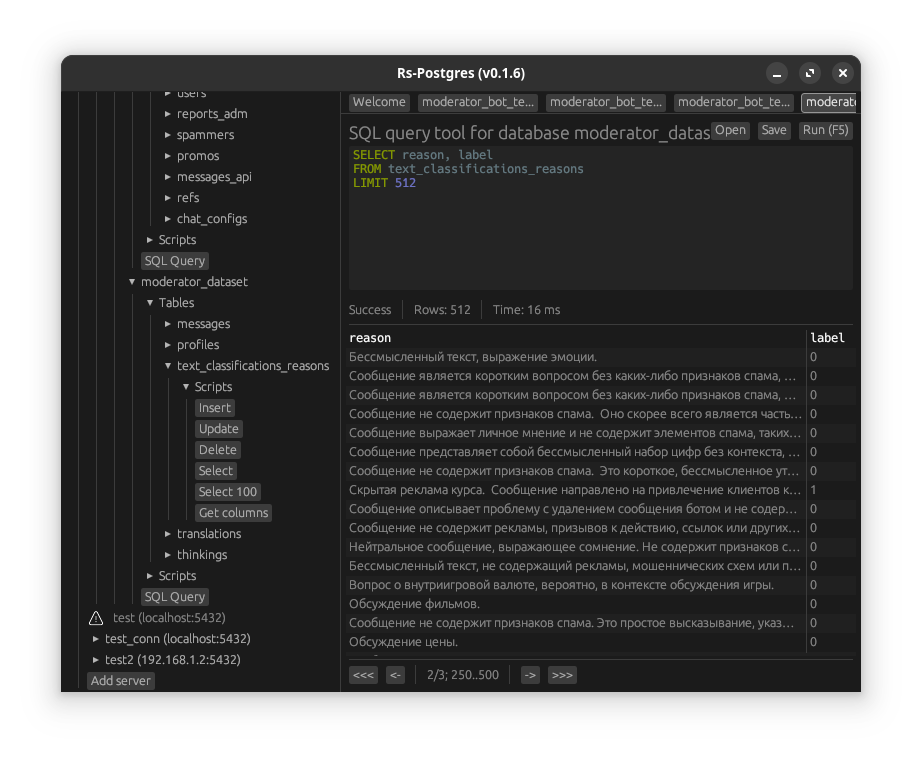 Rs-Postgres (v0.1.6)
users
reports_adm
spammers
promos
messages_api
refs
chat_configs
Scripts
SQL Query
moderator_dataset
Tables
messages
profiles
text_classifications_reasons
Scripts
Insert
Update
Delete
Select
Select 100
Get columns
translations
thinkings
Scripts
SQL Query
test (localhost:5432)
test_conn (localhost:5432)
test2 (192.168.1.2:5432)
Add server
Welcome moderator_bot_te... moderator_bot_te... moderator_bot_te... moderato
SQL query tool for database moderator_datas Open Save Run (F5)
SELECT reason, label
FROM text_classifications_reasons
LIMIT 512
Success Rows: 512 Time: 16 ms
reason label
Бессмысленный текст, выражение эмоции. 0
Сообщение является коротким вопросом без каких-либо признаков спама, ... 0
Сообщение является коротким вопросом без каких-либо признаков спама, ... 0
Сообщение не содержит признаков спама.  Оно скорее всего является часть... 0
Сообщение выражает личное мнение и не содержит элементов спама, таких... 0
Сообщение представляет собой бессмысленный набор цифр без контекста, ... 0
Сообщение не содержит признаков спама.  Это короткое, бессмысленное ут... 0
Скрытая реклама курса.  Сообщение направлено на привлечение клиентов к... 1
Сообщение описывает проблему с удалением сообщения ботом и не содер... 0
Сообщение не содержит рекламы, призывов к действию, ссылок или других... 0
Нейтральное сообщение, выражающее сомнение. Не содержит признаков с... 0
Бессмысленный текст, не содержащий рекламы, мошеннических схем или п... 0
Вопрос о внутриигровой валюте, вероятно, в контексте обсуждения игры. 0
Обсуждение фильмов. 0
Сообщение не содержит признаков спама. Это простое высказывание, указ... 0
Обсуждение цены. 0
<<< <- 2/3; 250..500 -> >>>